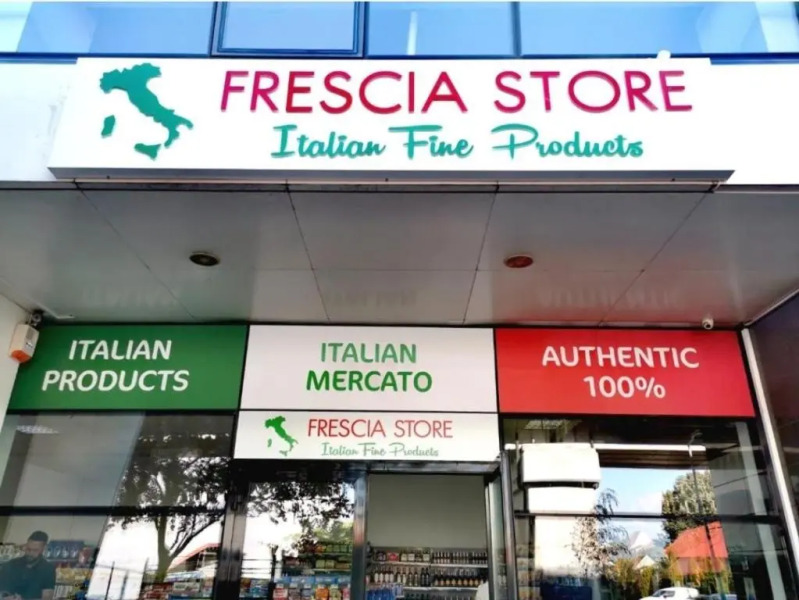 FRESCIA STORE
Italian Fine Products
ITALIAN
PRODUCTS
ITALIAN
MERCATO
AUTHENTIC
100%
FRESCIA STORE
Italian Fine Products